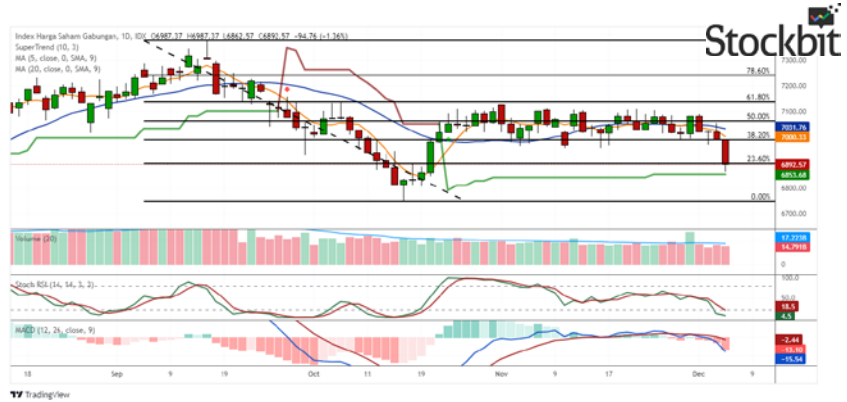 Stockbit
Index Harga Saham Gabungan, 1D, IDX O6987.37 H6987.37 L6862.57 C6892.57 -94.76 (-1.36%)
SuperTrend (10, 3)
MA (5, close, 0, SMA, 9)
MA (20, close, 0, SMA, 9)
7300.00
78.60%
7200.00
61.80%
7100.00
50.00%
7031.76
7000.33
38.20%
23.60%
6892.57
6853.68
6800.00
0.00%
6700.00
Volume (20)
17.223B
14.791B
0
Stoch RSI (14, 14, 3, 3)
100.0
50.0
18.5
4.5
MACD (12, 26, close, 9)
-2.44
-13.10
-15.54
18
Sep
9
19
Oct
11
19
Nov
9
17
Dec
9
TradingView